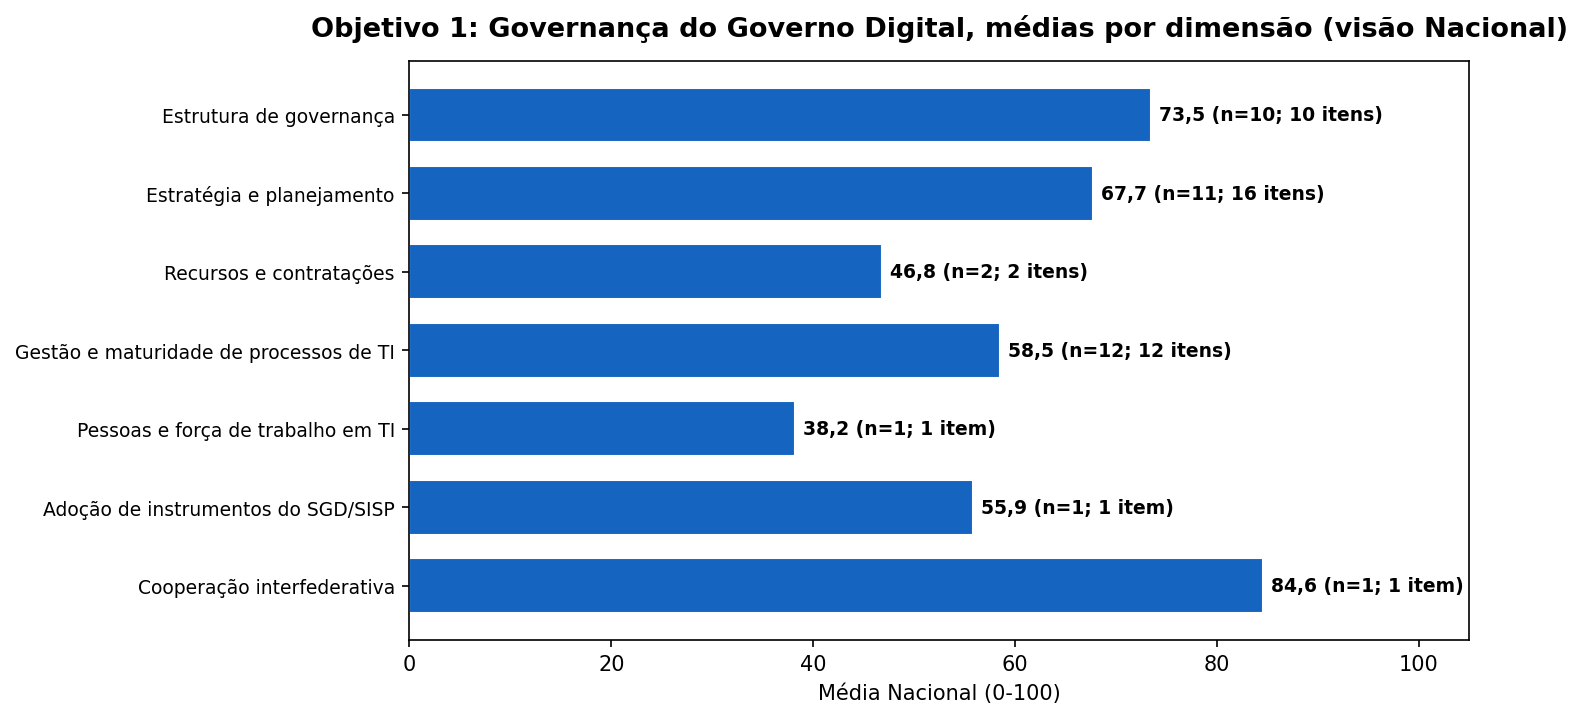 Objetivo 1: Governança do Governo Digital, médias por dimensão (visão Nacional)
Estrutura de governança
73,5 (n=10; 10 itens)
Estratégia e planejamento
67,7 (n=11; 16 itens)
Recursos e contratações
46,8 (n=2; 2 itens)
Gestão e maturidade de processos de TI
58,5 (n=12; 12 itens)
Pessoas e força de trabalho em TI
38,2 (n=1; 1 item)
Adoção de instrumentos do SGD/SISP
55,9 (n=1; 1 item)
Cooperação interfederativa
84,6 (n=1; 1 item)
0 20 40 60 80 100
Média Nacional (0-100)